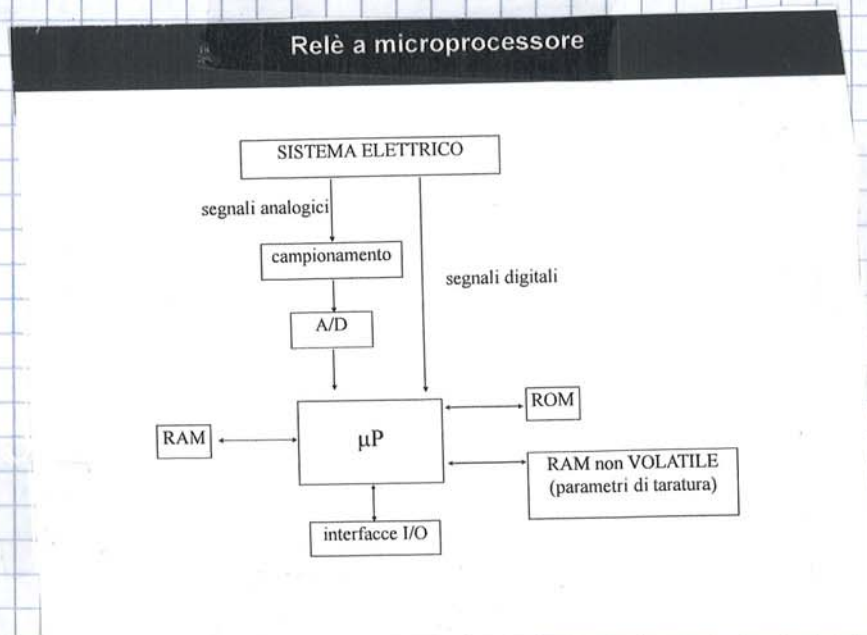 Relè a microprocessore
SISTEMA ELETTRICO
segnali analogici
campionamento
segnali digitali
A/D
ROM
RAM
μP
RAM non VOLATILE
(parametri di taratura)
interfacce I/O